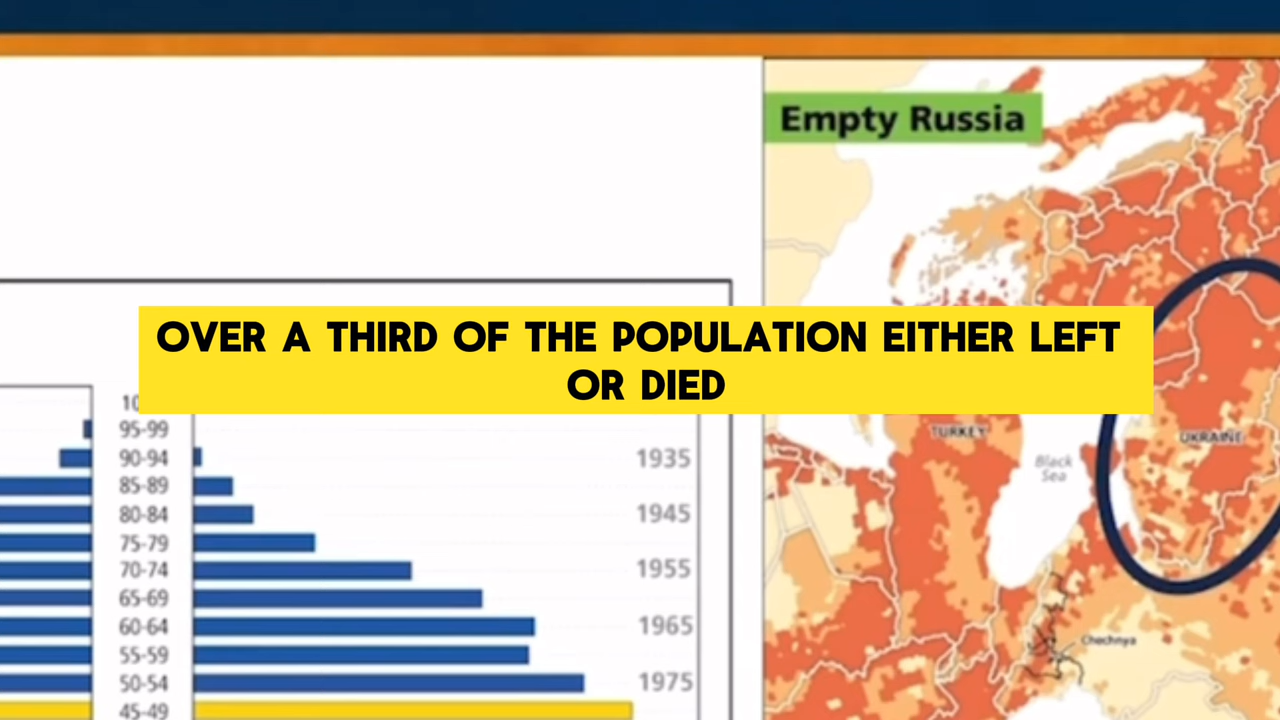 Empty Russia
OVER A THIRD OF THE POPULATION EITHER LEFT
OR DIED
10
95-99
90-94
85-89
80-84
75-79
70-74
65-69
60-64
55-59
50-54
45-49
1935
1945
1955
1965
1975
TURKEY
Black
Sea
UKRAINE
Chechnya